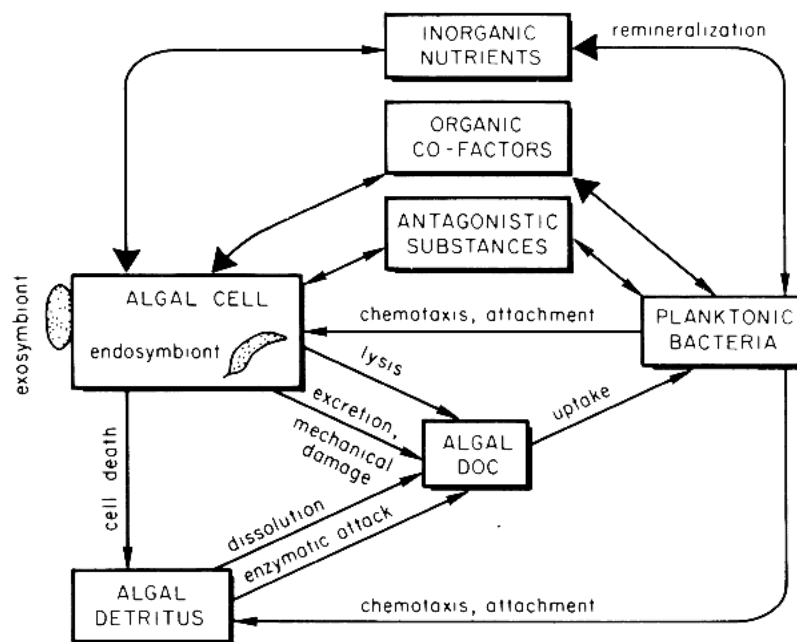 INORGANIC
NUTRIENTS
remineralization
ORGANIC
CO-FACTORS
ANTAGONISTIC
SUBSTANCES
exosymbiont
ALGAL CELL
endosymbiont
chemotaxis, attachment
PLANKTONIC
BACTERIA
lysis
excretion,
mechanical
damage
ALGAL
DOC
uptake
cell death
dissolution
enzymatic attack
ALGAL
DETRITUS
chemotaxis, attachment